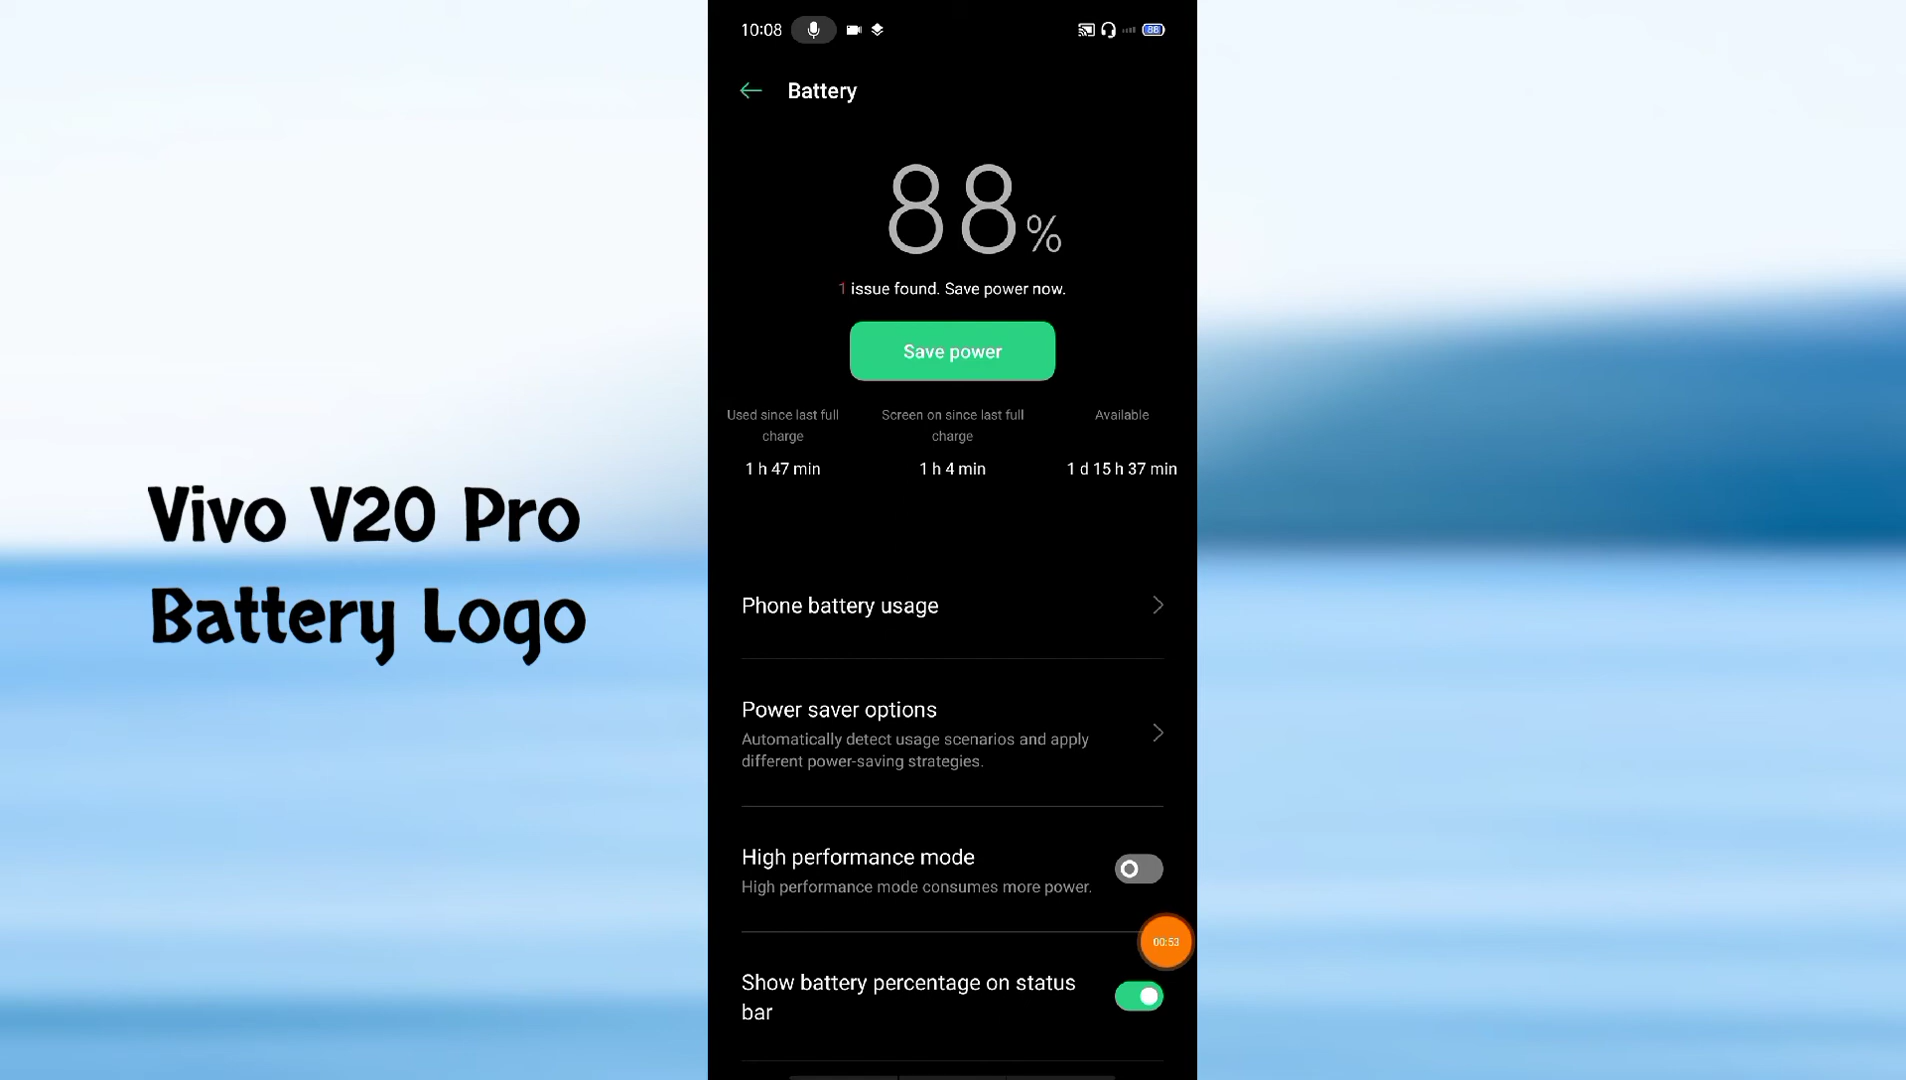 10:08
88
Battery
88%
1 issue found. Save power now.
Save power
Used since last full charge
Screen on since last full charge
Available
1 h 47 min
1 h 4 min
1 d 15 h 37 min
Vivo V20 Pro
Battery Logo
Phone battery usage
Power saver options
Automatically detect usage scenarios and apply
different power-saving strategies.
High performance mode
High performance mode consumes more power.
00:53
Show battery percentage on status
bar